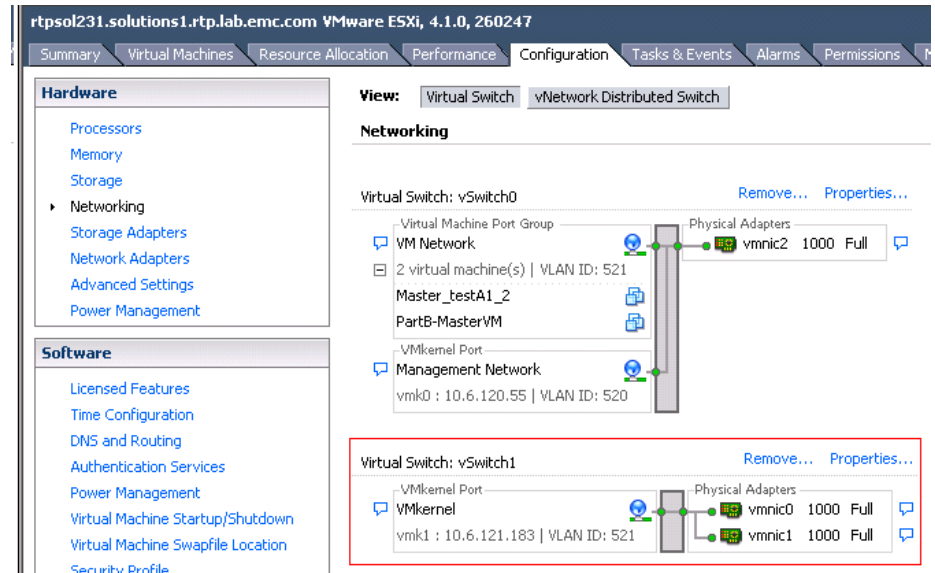 rtpsol231.solutions1.rtp.lab.emc.com VMware ESXi, 4.1.0, 260247
Summary Virtual Machines Resource Allocation Performance Configuration Tasks & Events Alarms Permissions
Hardware
Processors
Memory
Storage
Networking
Storage Adapters
Network Adapters
Advanced Settings
Power Management
Software
Licensed Features
Time Configuration
DNS and Routing
Authentication Services
Power Management
Virtual Machine Startup/Shutdown
Virtual Machine Swapfile Location
Security Profile
View: Virtual Switch vNetwork Distributed Switch
Networking
Virtual Switch: vSwitch0 Remove... Properties...
Virtual Machine Port Group Physical Adapters
VM Network vmnic2 1000 Full
2 virtual machine(s) | VLAN ID: 521
Master_testA1_2
PartB-MasterVM
VMkernel Port
Management Network
vmk0 : 10.6.120.55 | VLAN ID: 520
Virtual Switch: vSwitch1 Remove... Properties...
VMkernel Port Physical Adapters
VMkernel vmnic0 1000 Full
vmk1 : 10.6.121.183 | VLAN ID: 521 vmnic1 1000 Full